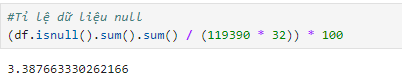 #Tỉ lệ dữ liệu null
(df.isnull().sum().sum() / (119390 * 32)) * 100
3.387663330262166